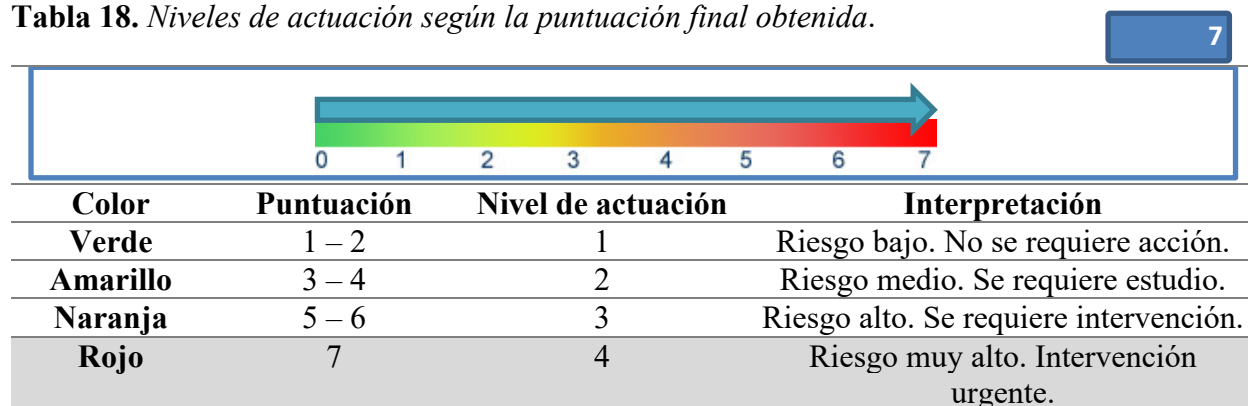 Tabla 18. Niveles de actuación según la puntuación final obtenida.
7
0 1 2 3 4 5 6 7
Color Puntuación Nivel de actuación Interpretación
Verde 1 – 2 1 Riesgo bajo. No se requiere acción.
Amarillo 3 – 4 2 Riesgo medio. Se requiere estudio.
Naranja 5 – 6 3 Riesgo alto. Se requiere intervención.
Rojo 7 4 Riesgo muy alto. Intervención
urgente.